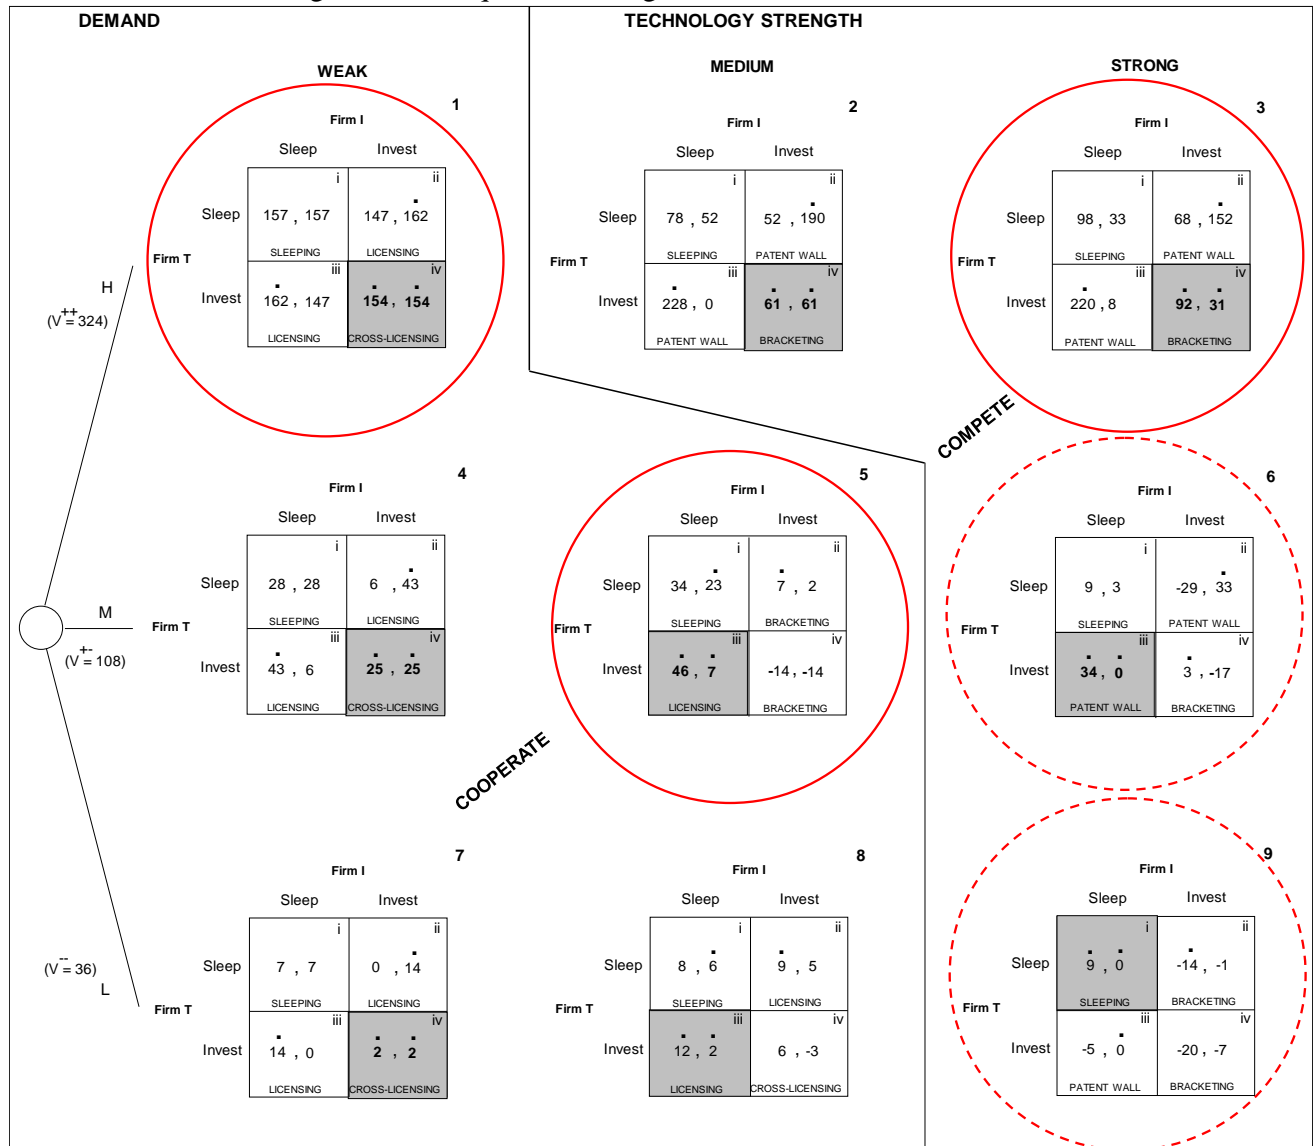 DEMAND TECHNOLOGY STRENGTH
WEAK MEDIUM STRONG
1 2 3
Firm I Firm I Firm I
Sleep Invest Sleep Invest Sleep Invest
i ii i ii i ii
Sleep 157 , 157 147 , 162 Sleep 78 , 52 52 , 190 Sleep 98 , 33 68 , 152
SLEEPING LICENSING SLEEPING PATENT WALL SLEEPING PATENT WALL
Firm T Firm T Firm T
iii iv iii iv iii iv
H
Invest 162 , 147 154 , 154 Invest 228 , 0 61 , 61 Invest 220 , 8 92 , 31
(V++ = 324)
LICENSING CROSS-LICENSING PATENT WALL BRACKETING PATENT WALL BRACKETING
COMPETE
4 5 6
Firm I Firm I Firm I
Sleep Invest Sleep Invest Sleep Invest
i ii i ii i ii
Sleep 28 , 28 6 , 43 Sleep 34 , 23 7 , 2 Sleep 9 , 3 -29 , 33
SLEEPING LICENSING SLEEPING BRACKETING SLEEPING PATENT WALL
M
Firm T Firm T Firm T
iii iv iii iv iii iv
(V+- = 108)
Invest 43 , 6 25 , 25 Invest 46 , 7 -14 , -14 Invest 34 , 0 3 , -17
LICENSING CROSS-LICENSING LICENSING BRACKETING PATENT WALL BRACKETING
COOPERATE
7 8 9
Firm I Firm I Firm I
Sleep Invest Sleep Invest Sleep Invest
i ii i ii i ii
Sleep 7 , 7 0 , 14 Sleep 8 , 6 9 , 5 Sleep 9 , 0 -14 , -1
(V-- = 36)
L
SLEEPING LICENSING SLEEPING LICENSING SLEEPING BRACKETING
Firm T Firm T Firm T
iii iv iii iv iii iv
Invest 14 , 0 2 , 2 Invest 12 , 2 6 , -3 Invest -5 , 0 -20 , -7
LICENSING CROSS-LICENSING LICENSING CROSS-LICENSING PATENT WALL BRACKETING